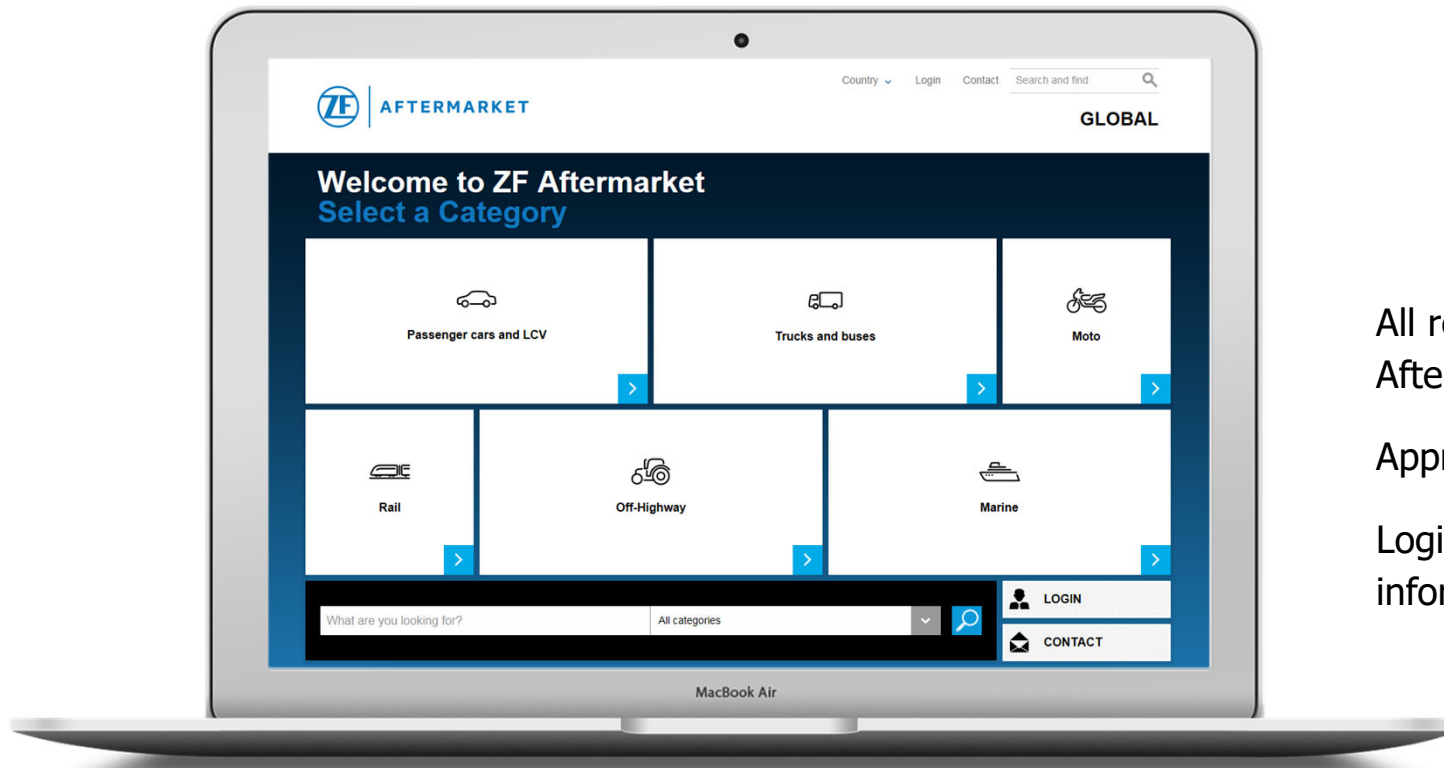 Country Login Contact Search and find
ZF AFTERMARKET
GLOBAL
Welcome to ZF Aftermarket
Select a Category
Passenger cars and LCV
Trucks and buses
Moto
Rail
Off-Highway
Marine
What are you looking for?
All categories
LOGIN
CONTACT
MacBook Air
All